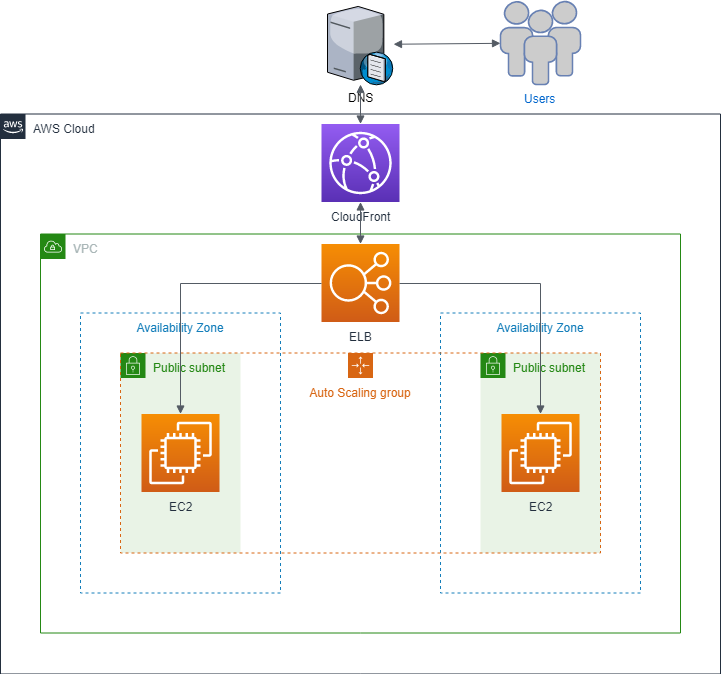 DNS
Users
aws
AWS Cloud
CloudFront
VPC
ELB
Availability Zone
Availability Zone
Public subnet
Public subnet
Auto Scaling group
EC2
EC2